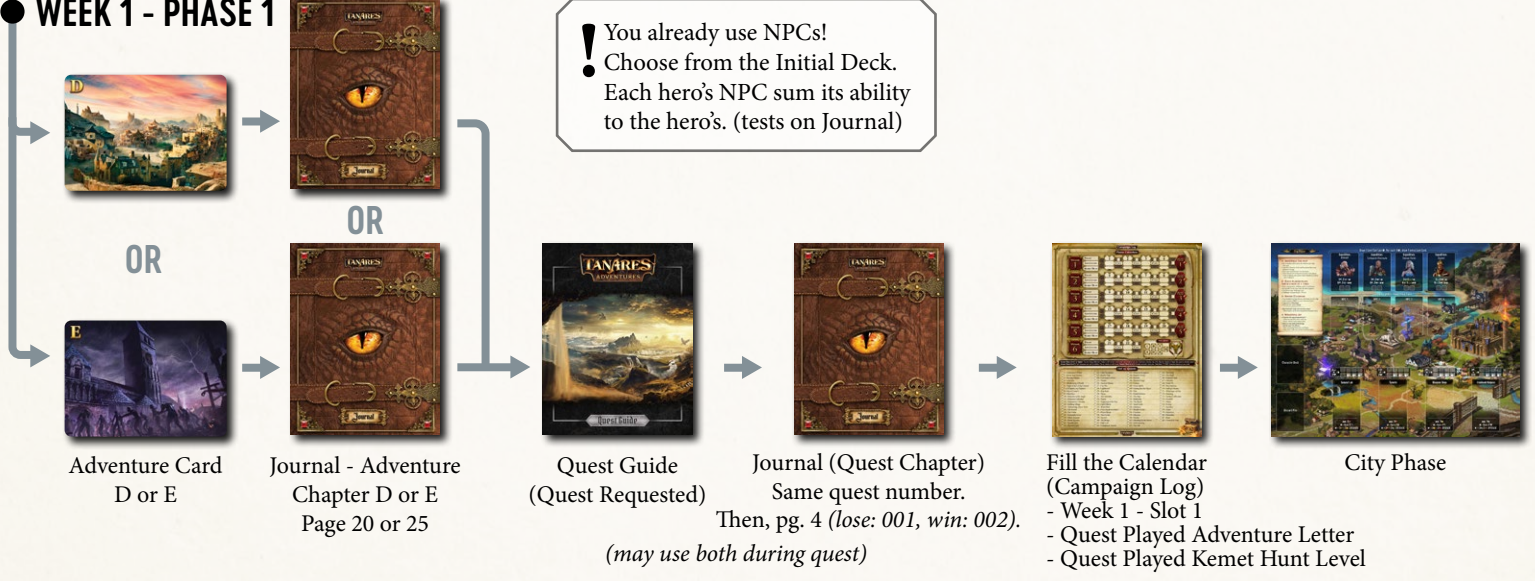 WEEK 1 - PHASE 1
TANARES
Journal
! You already use NPCs!
Choose from the Initial Deck.
Each hero's NPC sum its ability
to the hero's. (tests on Journal)
D
OR
OR
E
TANARES
Journal
TANARES
ADVENTURES
Quest Guide
TANARES
Journal
Adventure Card
D or E
Journal - Adventure
Chapter D or E
Page 20 or 25
Quest Guide
(Quest Requested)
Journal (Quest Chapter)
Same quest number.
Then, pg. 4 (lose: 001, win: 002).
(may use both during quest)
Fill the Calendar
(Campaign Log)
- Week 1 - Slot 1
- Quest Played Adventure Letter
- Quest Played Kemet Hunt Level
City Phase